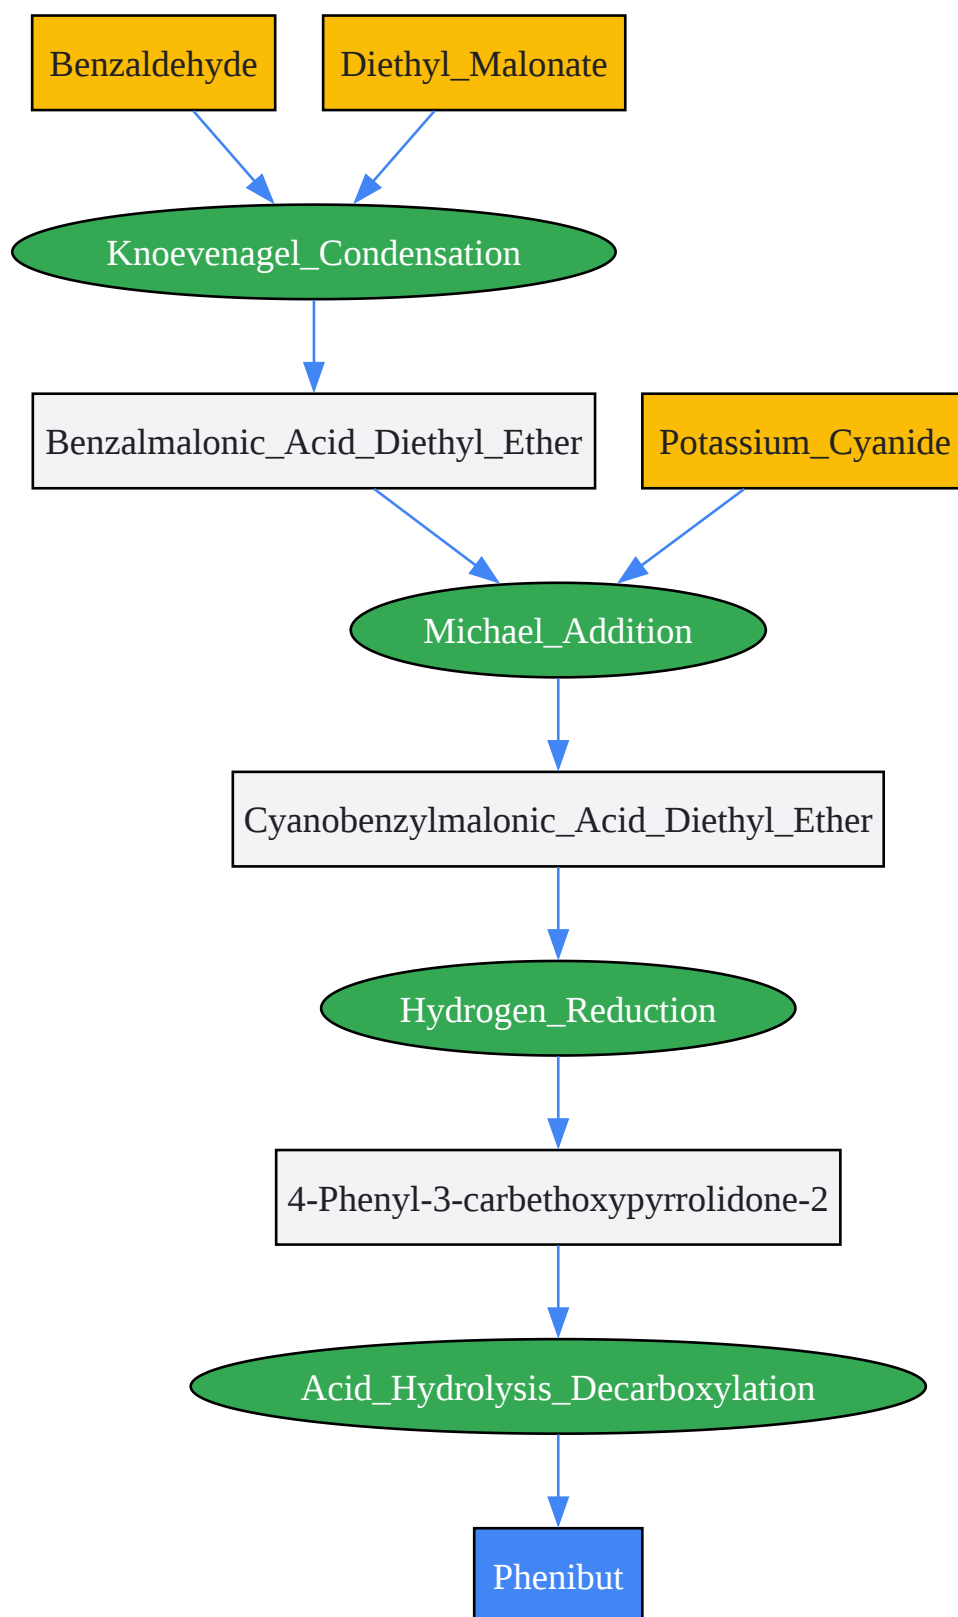 Benzaldehyde
Diethyl_Malonate
Knoevenagel_Condensation
Benzalmalonic_Acid_Diethyl_Ether
Potassium_Cyanide
Michael_Addition
Cyanobenzylmalonic_Acid_Diethyl_Ether
Hydrogen_Reduction
4-Phenyl-3-carbethoxypyrrolidone-2
Acid_Hydrolysis_Decarboxylation
Phenibut